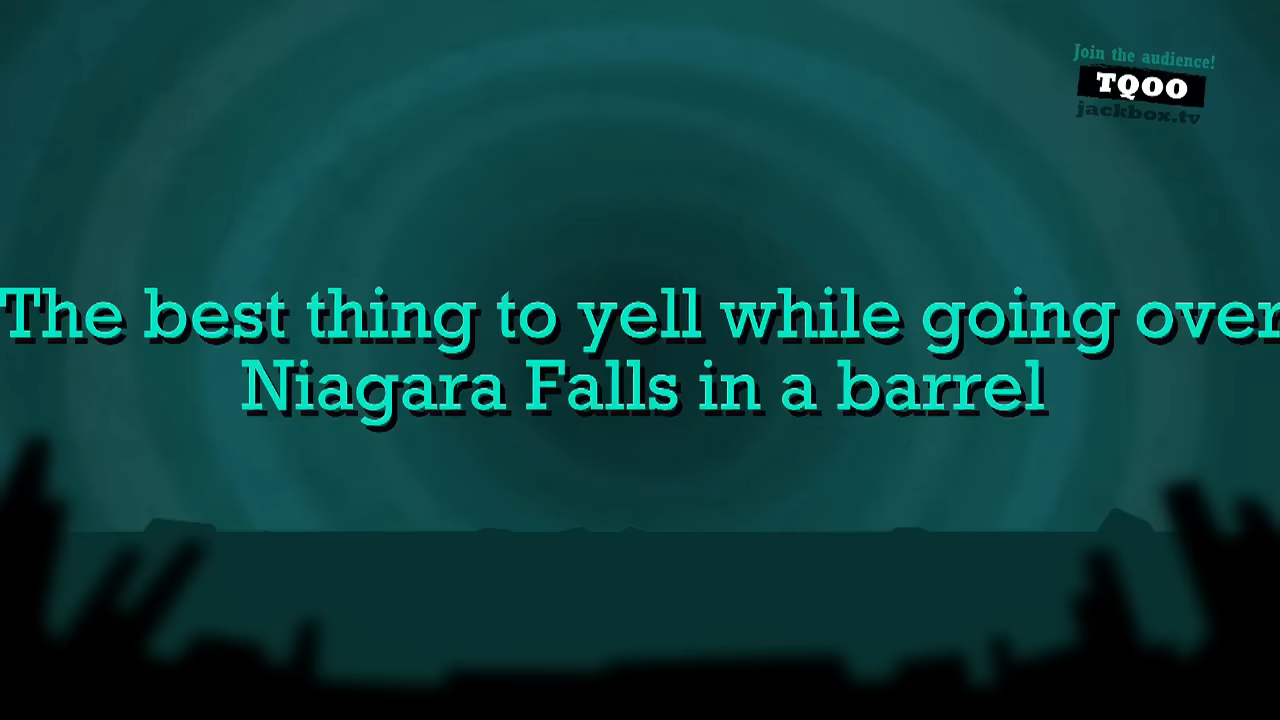 Join the audience!
TQOO
jackbox.tv
The best thing to yell while going over
Niagara Falls in a barrel